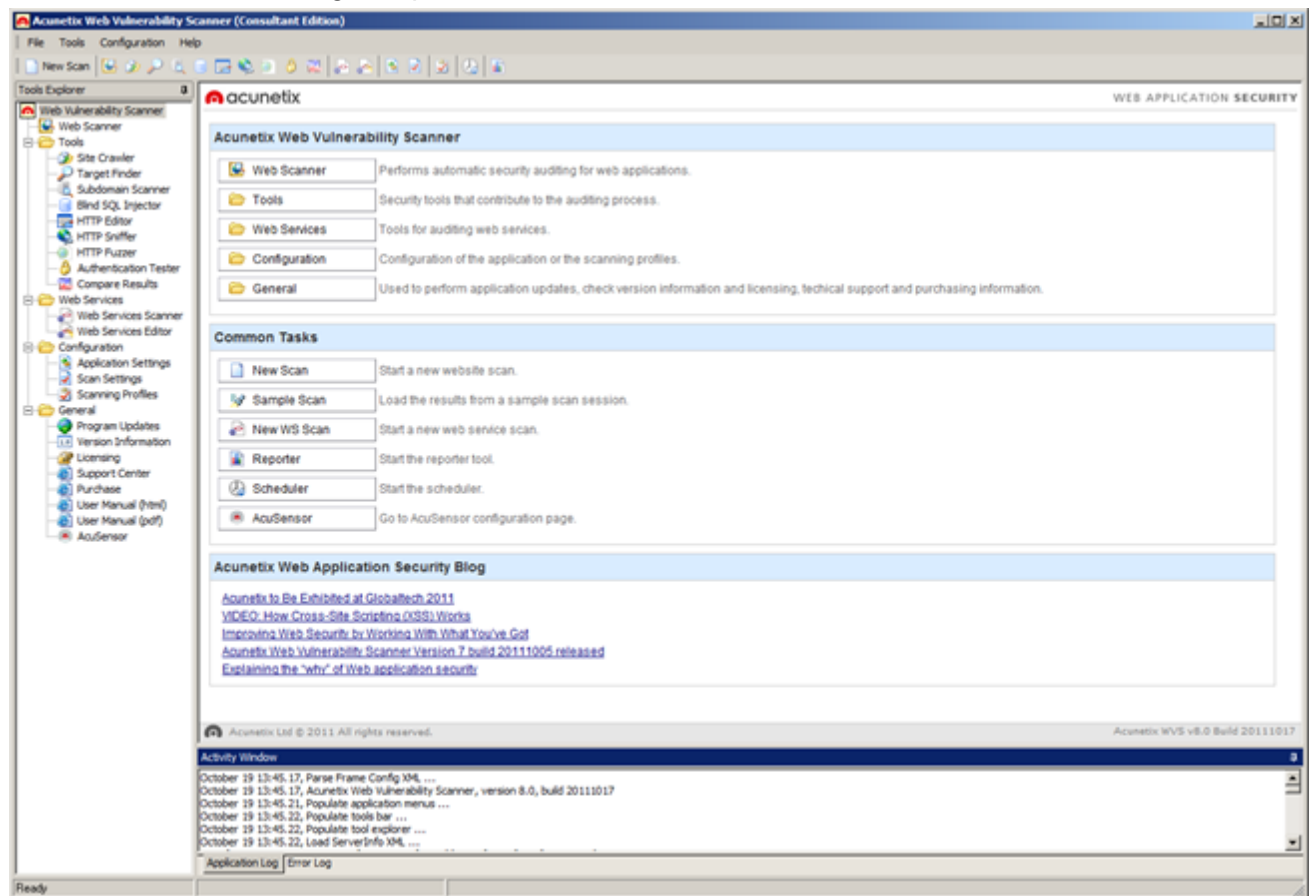 Acunetix Web Vulnerability Scanner (Consultant Edition)
File Tools Configuration Help
New Scan
Tools Explorer
Web Vulnerability Scanner
Web Scanner
Tools
Site Crawler
Target Finder
Subdomain Scanner
Blind SQL Injector
HTTP Editor
HTTP Sniffer
HTTP Fuzzer
Authentication Tester
Compare Results
Web Services
Web Services Scanner
Web Services Editor
Configuration
Application Settings
Scan Settings
Scanning Profiles
General
Program Updates
Version Information
Licensing
Support Center
Purchase
User Manual (html)
User Manual (pdf)
AcuSensor
acunetix
WEB APPLICATION SECURITY
Acunetix Web Vulnerability Scanner
Web Scanner Performs automatic security auditing for web applications.
Tools Security tools that contribute to the auditing process.
Web Services Tools for auditing web services.
Configuration Configuration of the application or the scanning profiles.
General Used to perform application updates, check version information and licensing, techical support and purchasing information.
Common Tasks
New Scan Start a new website scan.
Sample Scan Load the results from a sample scan session.
New WS Scan Start a new web service scan.
Reporter Start the reporter tool.
Scheduler Start the scheduler.
AcuSensor Go to AcuSensor configuration page.
Acunetix Web Application Security Blog
Acunetix to Be Exhibited at Globaltech 2011
VIDEO: How Cross-Site Scripting (XSS) Works
Improving Web Security by Working With What You've Got
Acunetix Web Vulnerability Scanner Version 7 build 20111005 released
Explaining the "why" of Web application security
Acunetix Ltd © 2011 All rights reserved.
Acunetix WVS v8.0 Build 20111017
Activity Window
October 19 13:45.17, Parse Frame Config XML ...
October 19 13:45.17, Acunetix Web Vulnerability Scanner, version 8.0, build 20111017
October 19 13:45.21, Populate application menus ...
October 19 13:45.22, Populate tools bar ...
October 19 13:45.22, Populate tool explorer ...
October 19 13:45.22, Load ServerInfo XML ...
Application Log Error Log
Ready